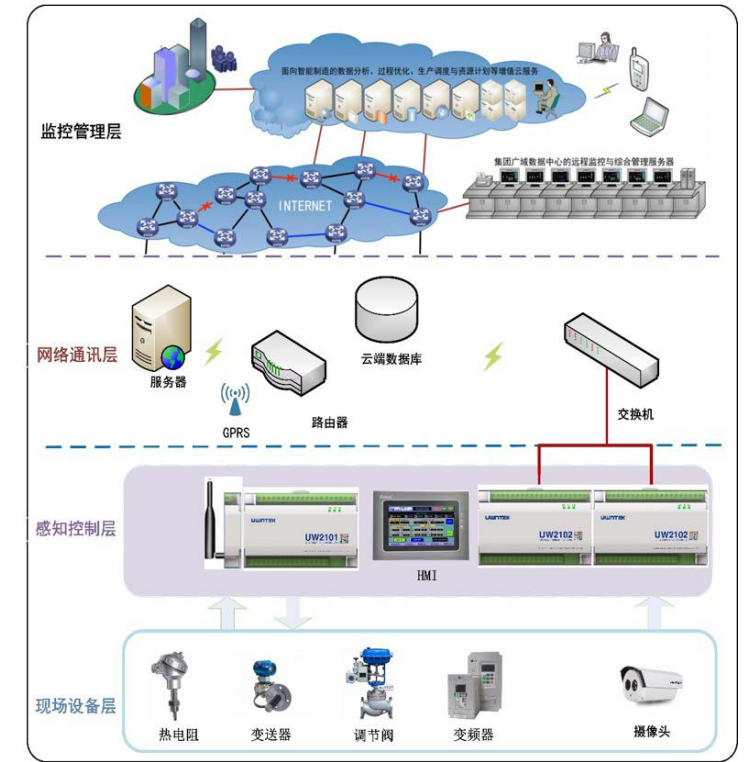 面向智能制造的数据分析、过程优化、生产调度与资源计划等增值云服务
监控管理层
集团广域数据中心的远程监控与综合管理服务器
INTERNET
网络通讯层
服务器
云端数据库
GPRS
路由器
交换机
感知控制层
UWNTEK
UW2101
HMI
UWNTEK
UW2102
UWNTEK
UW2102
现场设备层
热电阻
变送器
调节阀
变频器
摄像头